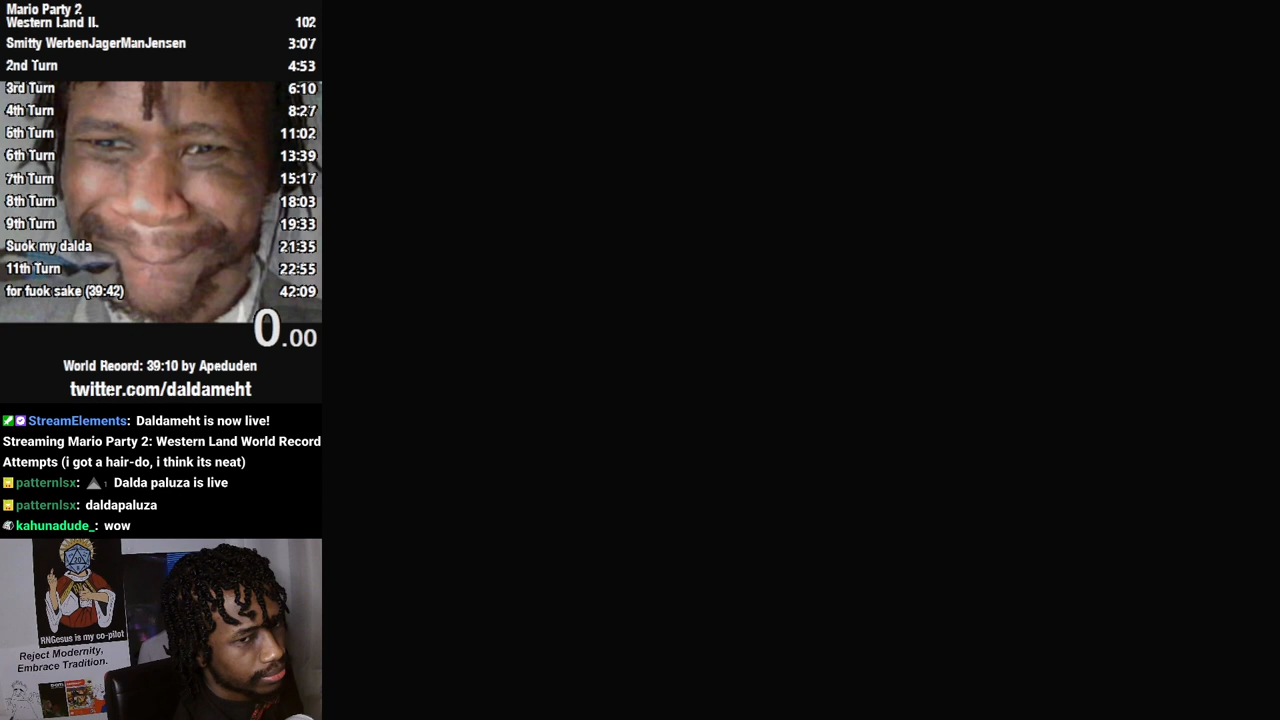 Mario Party 2
Western Land II. 102
Smitty WerbenJagerManJensen 3:07
2nd Turn 4:53
3rd Turn 6:10
4th Turn 8:27
5th Turn 11:02
6th Turn 13:39
7th Turn 15:17
8th Turn 18:03
9th Turn 19:33
Suck my dalda 21:35
11th Turn 22:55
for fuck sake (39:42) 42:09
0.00
World Record: 39:10 by Apeduden
twitter.com/daldameht
StreamElements: Daldameht is now live!
Streaming Mario Party 2: Western Land World Record
Attempts (i got a hair-do, i think its neat)
patternlsx: 1 Dalda paluza is live
patternlsx: daldapaluza
kahunadude_: wow
RNGesus is my co-pilot
Reject Modernity,
Embrace Tradition.